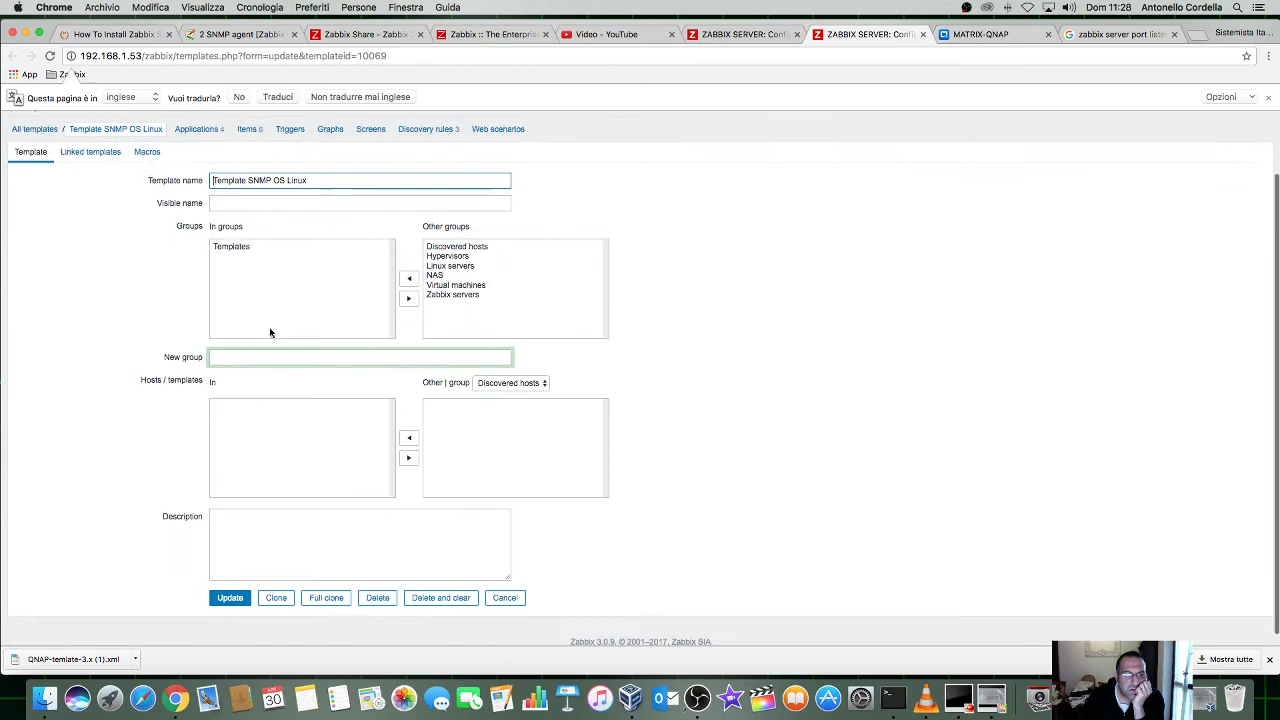 Chrome Archivio Modifica Visualizza Cronologia Preferiti Persone Finestra Guida Dom 11:28 Antonello Cordella
How To Install Zabbix S 2 SNMP agent [Zabbi Zabbix Share - Zabbix Zabbix :: The Enterpris Video - YouTube ZABBIX SERVER: Confi ZABBIX SERVER: Confi MATRIX-QNAP zabbix server port listen Sistemista Ita...
192.168.1.53/zabbix/templates.php?form=update&templateid=10069
App Zabbix
Questa pagina è in inglese Vuoi tradurla? No Traduci Non tradurre mai inglese Opzioni
All templates / Template SNMP OS Linux Applications 4 Items 6 Triggers Graphs Screens Discovery rules 3 Web scenarios
Template Linked templates Macros
Template name Template SNMP OS Linux
Visible name
Groups In groups Other groups
Templates Discovered hosts
Hypervisors
Linux servers
NAS
Virtual machines
Zabbix servers
New group
Hosts / templates In Other | group Discovered hosts
Description
Update Clone Full clone Delete Delete and clear Cancel
Zabbix 3.0.9. © 2001–2017, Zabbix SIA
QNAP-temlate-3.x (1).xml Mostra tutte